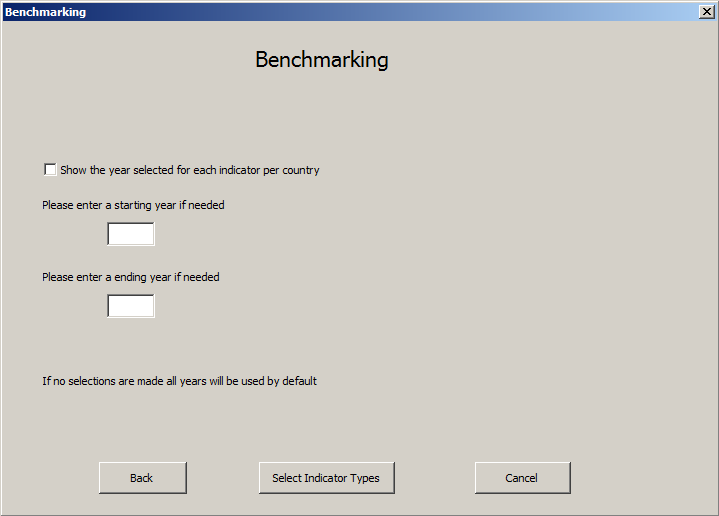 Benchmarking
Benchmarking
Show the year selected for each indicator per country
Please enter a starting year if needed
Please enter a ending year if needed
If no selections are made all years will be used by default
Back
Select Indicator Types
Cancel